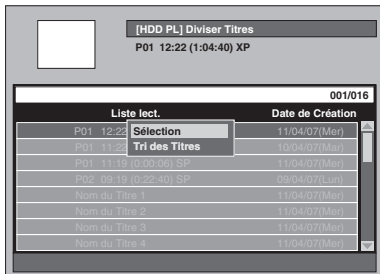 [HDD PL] Diviser Titres
P01 12:22 (1:04:40) XP
001/016
Liste lect. Date de Création
P01 12:22 11/04/07(Mer)
Sélection
P01 11:22 10/04/07(Mar)
Tri des Titres
P01 11:19 (0:00:06) SP 11/04/07(Mer)
P02 09:19 (0:22:40) SP 09/04/07(Lun)
Nom du Titre 1 11/04/07(Mer)
Nom du Titre 2 11/04/07(Mer)
Nom du Titre 3 11/04/07(Mer)
Nom du Titre 4 11/04/07(Mer)